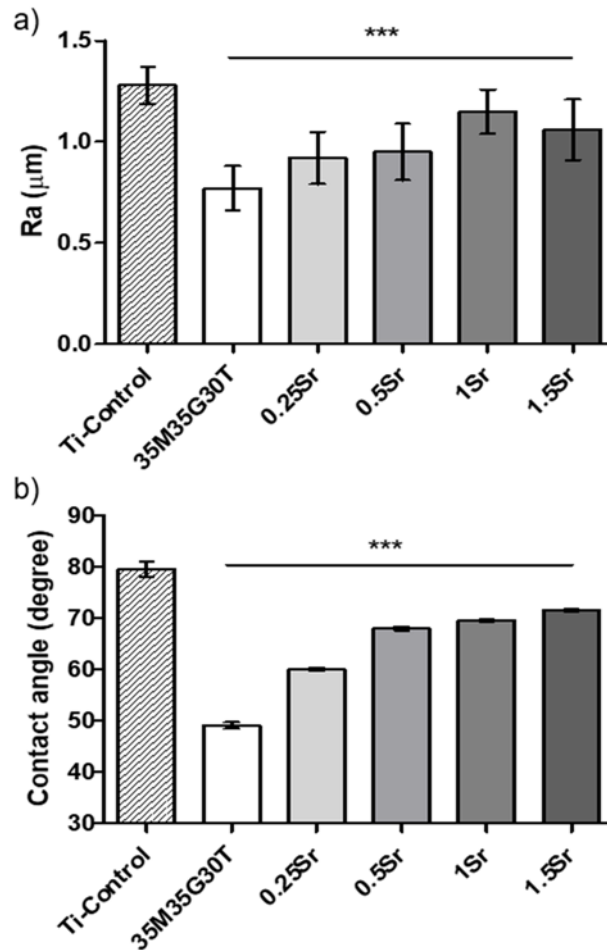 a)
***
Ra (μm)
1.5
1.0
0.5
0.0
Ti-Control
35M35G30T
0.25Sr
0.5Sr
1Sr
1.5Sr
b)
***
Contact angle (degree)
90
80
70
60
50
40
30
Ti-Control
35M35G30T
0.25Sr
0.5Sr
1Sr
1.5Sr